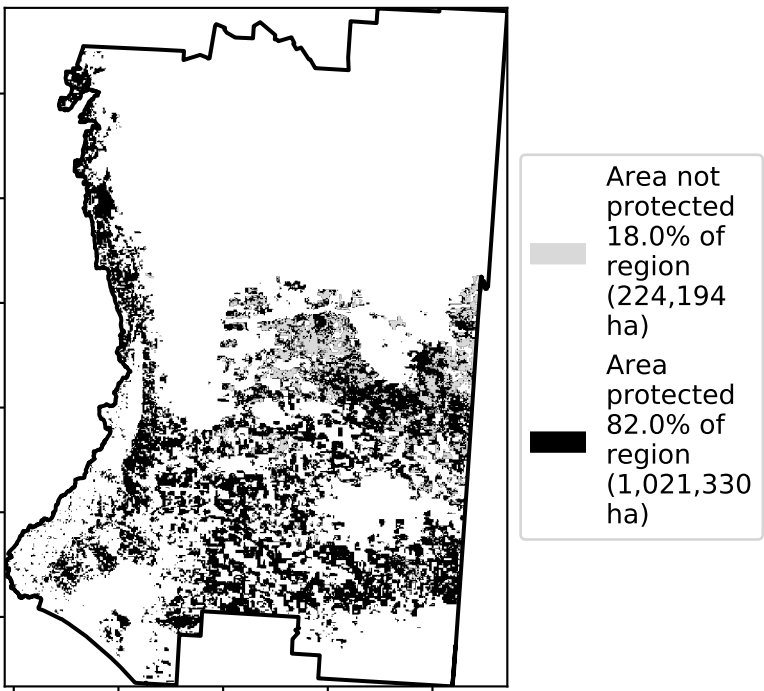 Area not
protected
18.0% of
region
(224,194
ha)
Area
protected
82.0% of
region
(1,021,330
ha)